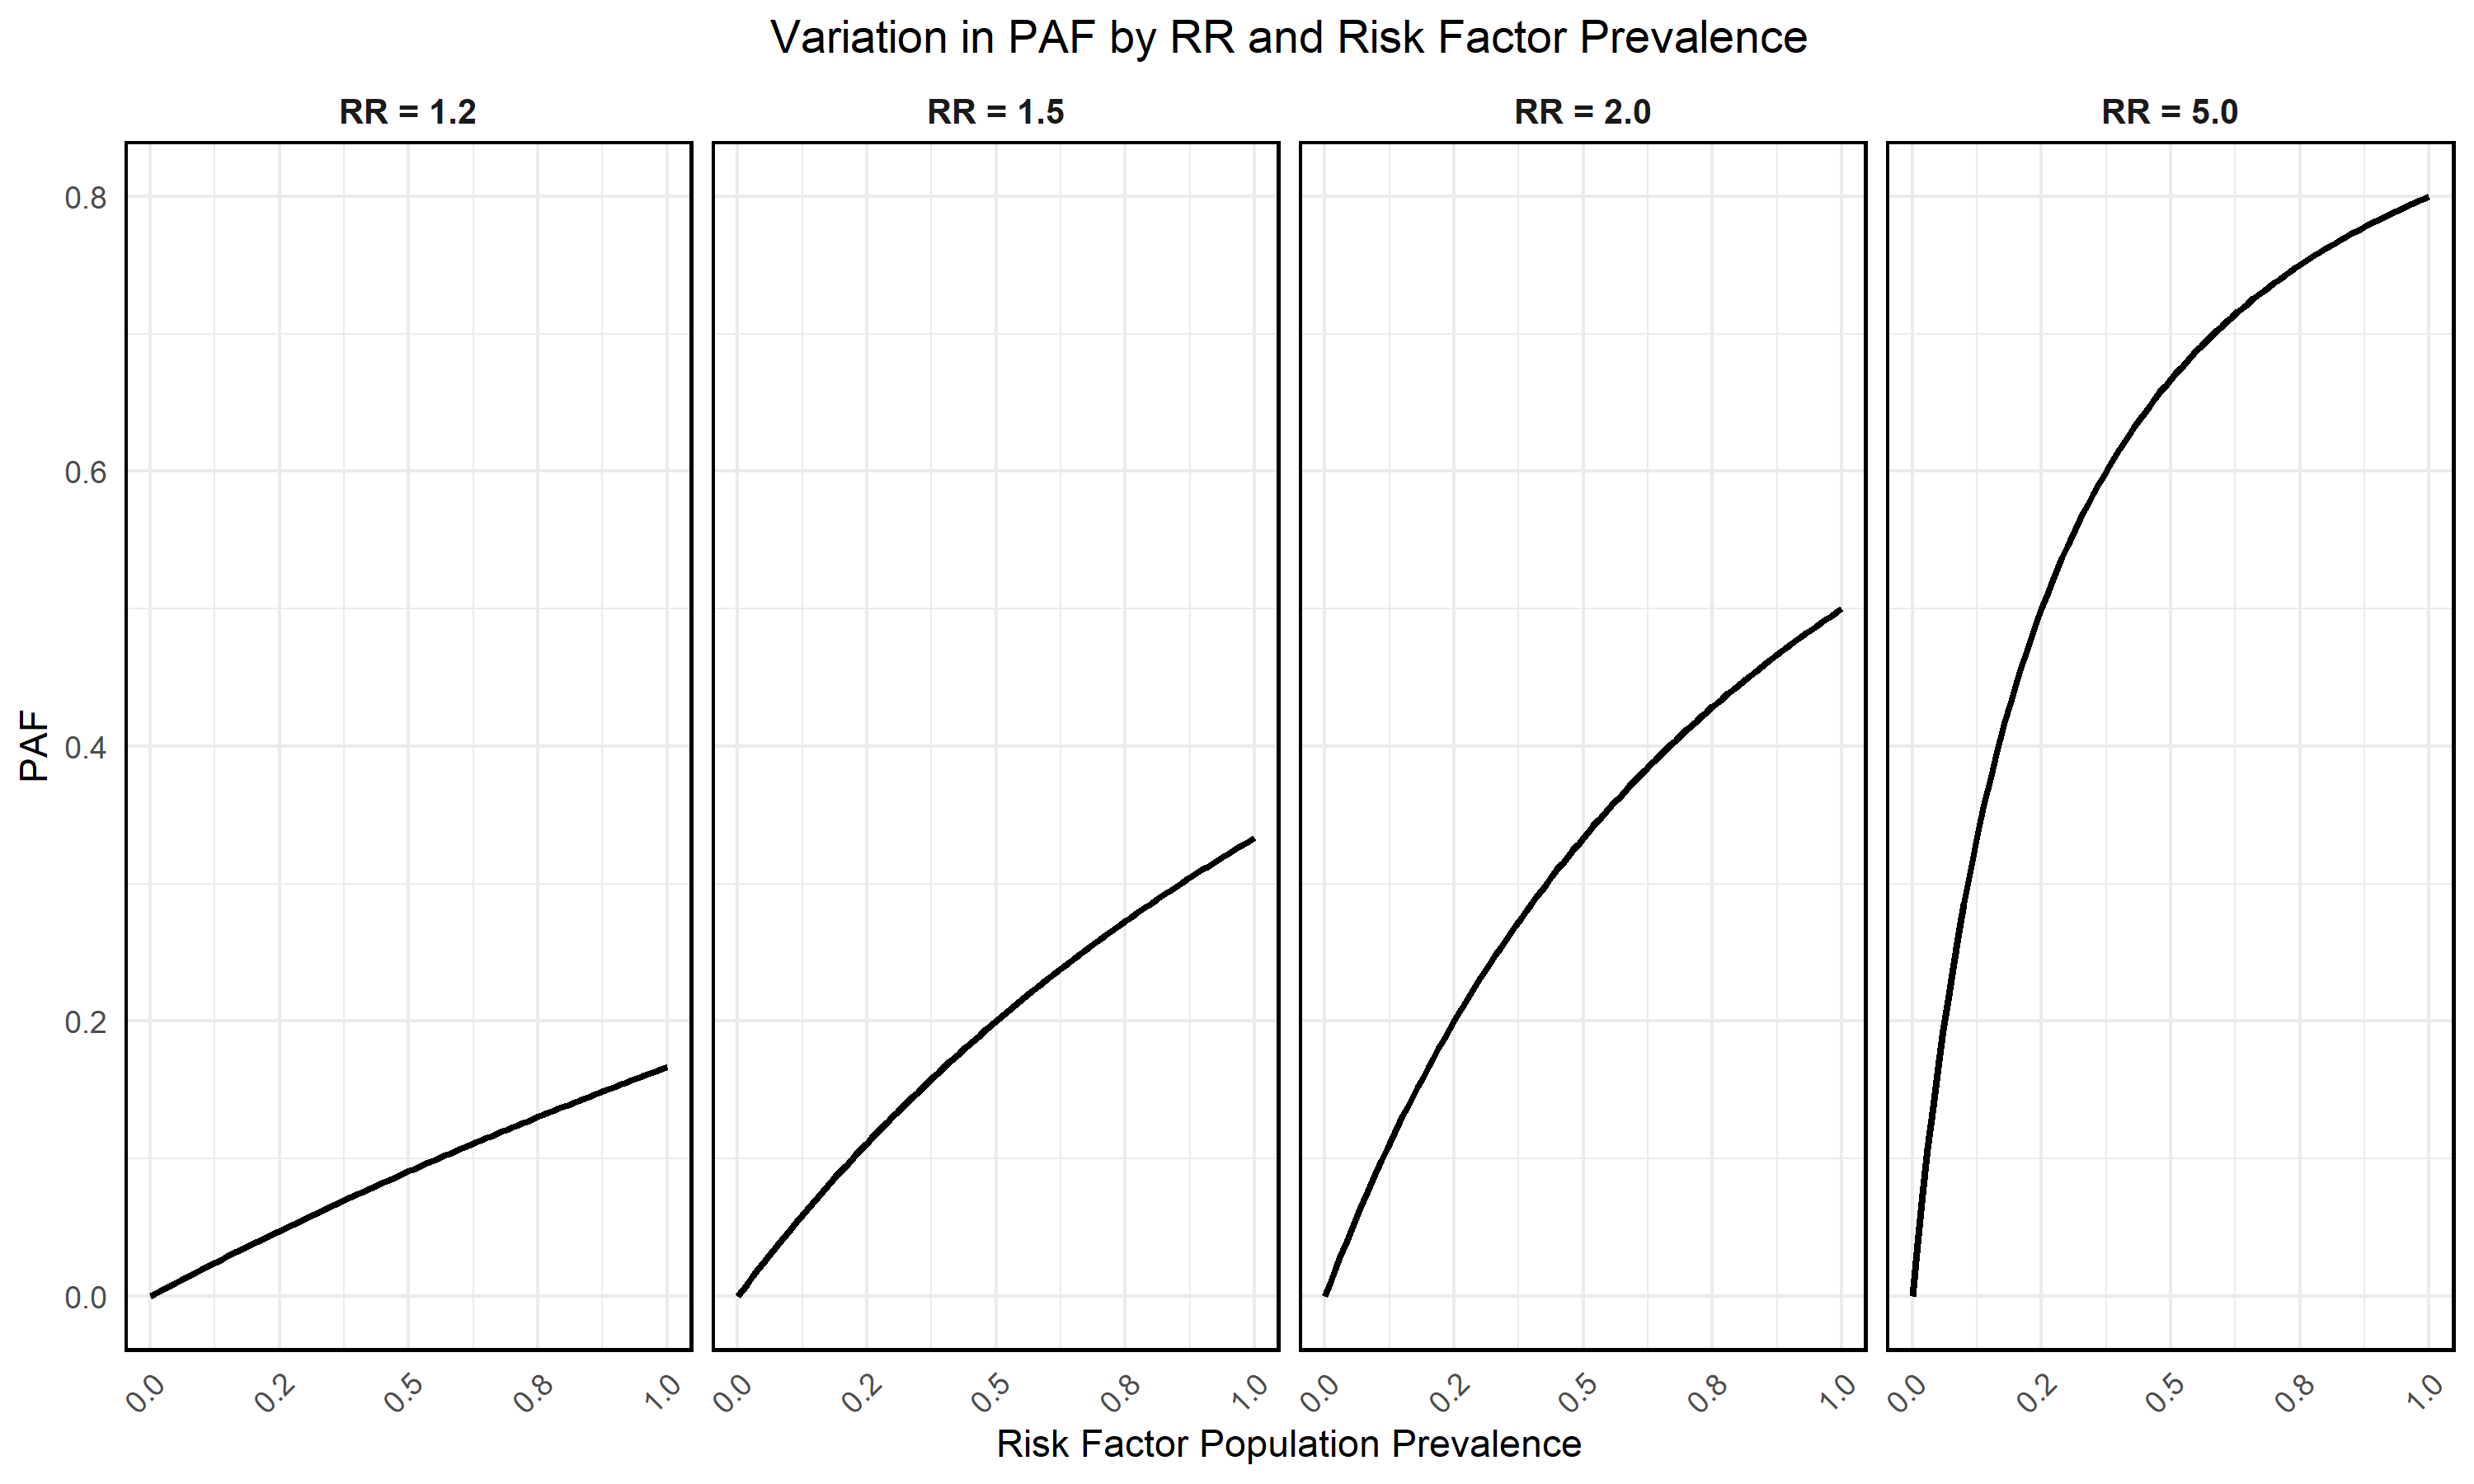 Variation in PAF by RR and Risk Factor Prevalence
RR = 1.2
RR = 1.5
RR = 2.0
RR = 5.0
PAF
0.8
0.6
0.4
0.2
0.0
0.0 0.2 0.5 0.8 1.0
0.0 0.2 0.5 0.8 1.0
0.0 0.2 0.5 0.8 1.0
0.0 0.2 0.5 0.8 1.0
Risk Factor Population Prevalence